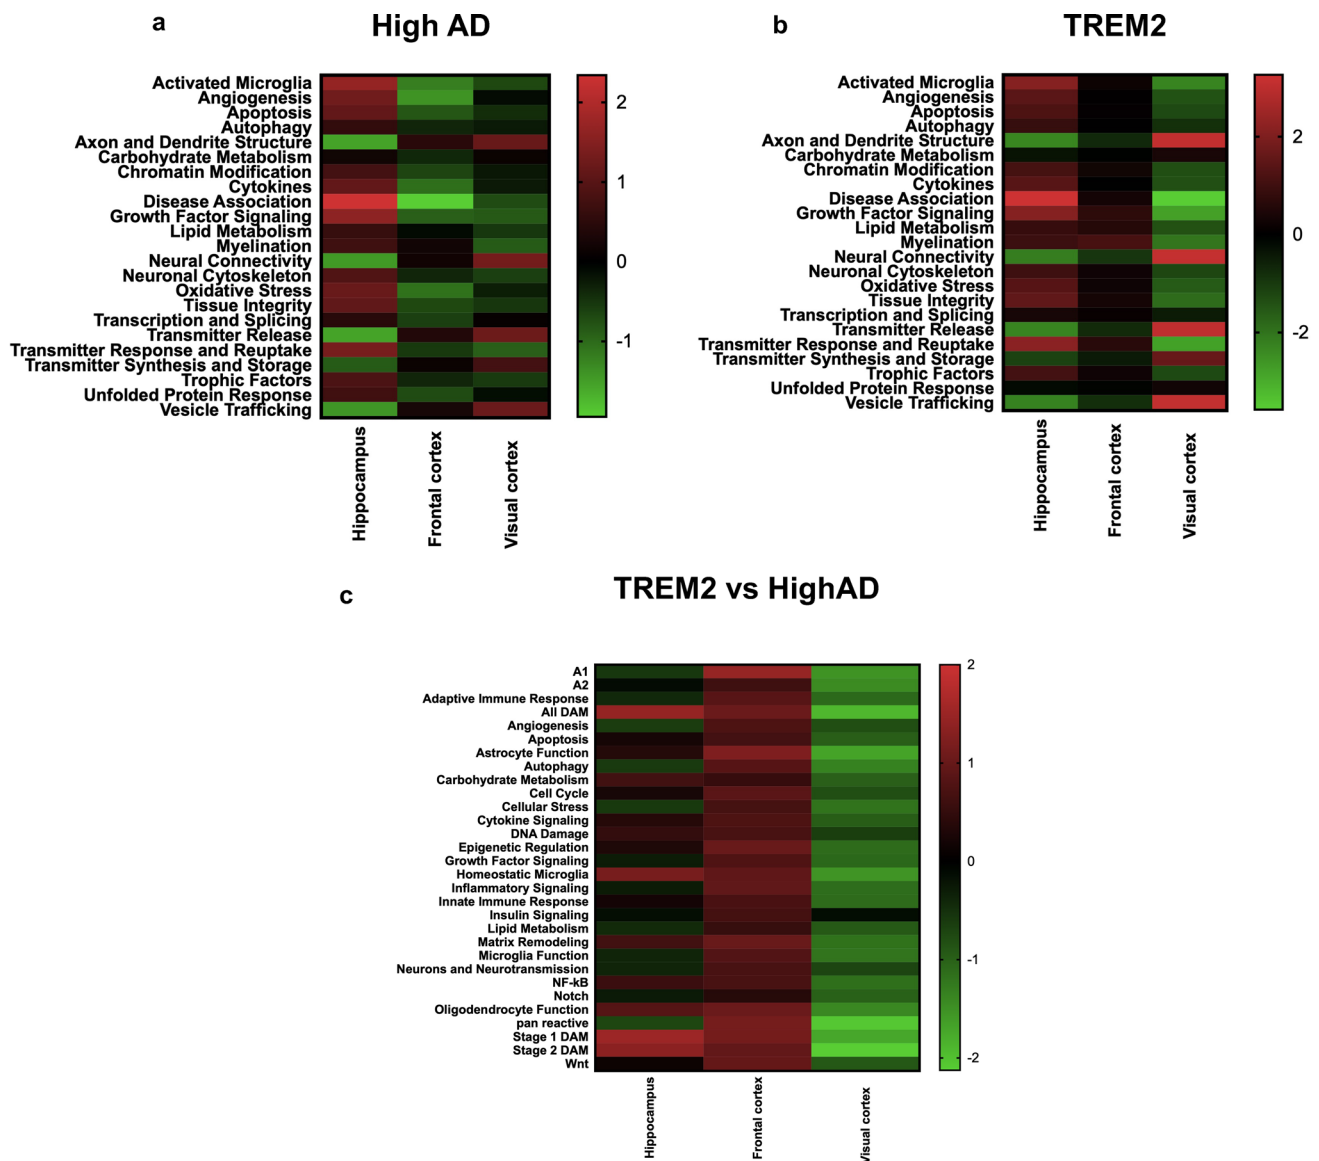 a
High AD
Activated Microglia
Angiogenesis
Apoptosis
Autophagy
Axon and Dendrite Structure
Carbohydrate Metabolism
Chromatin Modification
Cytokines
Disease Association
Growth Factor Signaling
Lipid Metabolism
Myelination
Neural Connectivity
Neuronal Cytoskeleton
Oxidative Stress
Tissue Integrity
Transcription and Splicing
Transmitter Release
Transmitter Response and Reuptake
Transmitter Synthesis and Storage
Trophic Factors
Unfolded Protein Response
Vesicle Trafficking
Hippocampus
Frontal cortex
Visual cortex
2
1
0
-1
b
TREM2
Activated Microglia
Angiogenesis
Apoptosis
Autophagy
Axon and Dendrite Structure
Carbohydrate Metabolism
Chromatin Modification
Cytokines
Disease Association
Growth Factor Signaling
Lipid Metabolism
Myelination
Neural Connectivity
Neuronal Cytoskeleton
Oxidative Stress
Tissue Integrity
Transcription and Splicing
Transmitter Release
Transmitter Response and Reuptake
Transmitter Synthesis and Storage
Trophic Factors
Unfolded Protein Response
Vesicle Trafficking
Hippocampus
Frontal cortex
Visual cortex
2
0
-2
c
TREM2 vs HighAD
A1
A2
Adaptive Immune Response
All DAM
Angiogenesis
Apoptosis
Astrocyte Function
Autophagy
Carbohydrate Metabolism
Cell Cycle
Cellular Stress
Cytokine Signaling
DNA Damage
Epigenetic Regulation
Growth Factor Signaling
Homeostatic Microglia
Inflammatory Signaling
Innate Immune Response
Insulin Signaling
Lipid Metabolism
Matrix Remodeling
Microglia Function
Neurons and Neurotransmission
NF-kB
Notch
Oligodendrocyte Function
pan reactive
Stage 1 DAM
Stage 2 DAM
Wnt
Hippocampus
Frontal cortex
Visual cortex
2
1
0
-1
-2